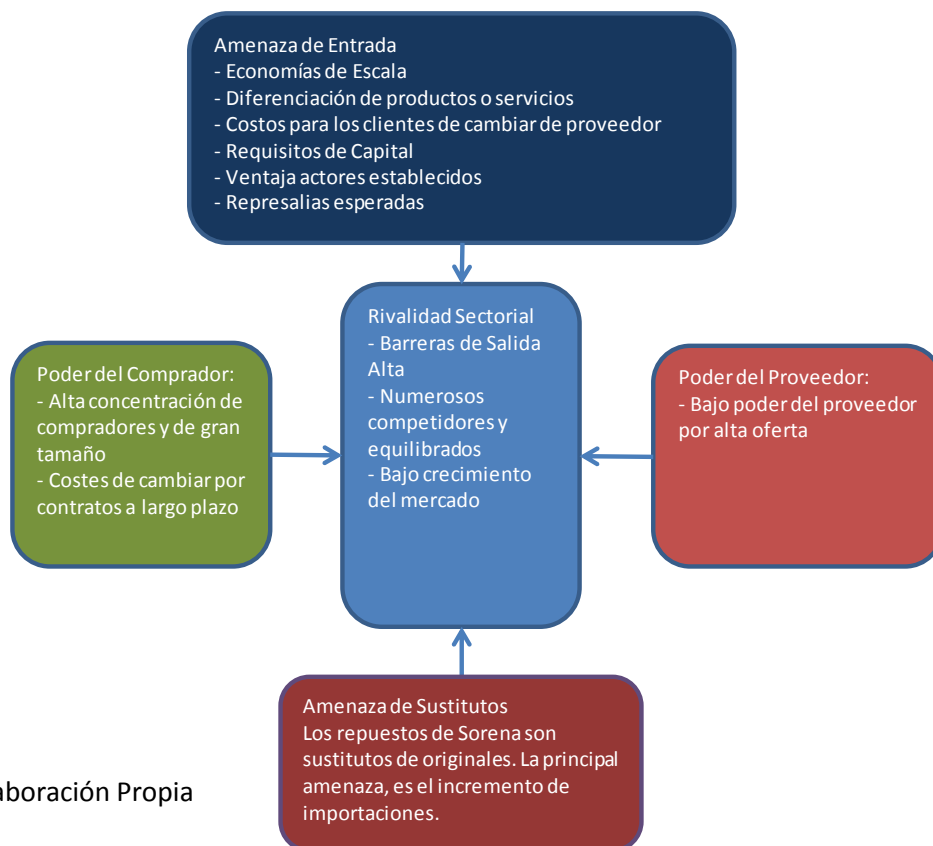 Amenaza de Entrada
- Economías de Escala
- Diferenciación de productos o servicios
- Costos para los clientes de cambiar de proveedor
- Requisitos de Capital
- Ventaja actores establecidos
- Represalias esperadas
Rivalidad Sectorial
- Barreras de Salida
Alta
- Numerosos
competidores y
equilibrados
- Bajo crecimiento
del mercado
Poder del Comprador:
- Alta concentración de
compradores y de gran
tamaño
- Costes de cambiar por
contratos a largo plazo
Poder del Proveedor:
- Bajo poder del proveedor
por alta oferta
Amenaza de Sustitutos
Los repuestos de Sorena son
sustitutos de originales. La principal
amenaza, es el incremento de
importaciones.
aboración Propia